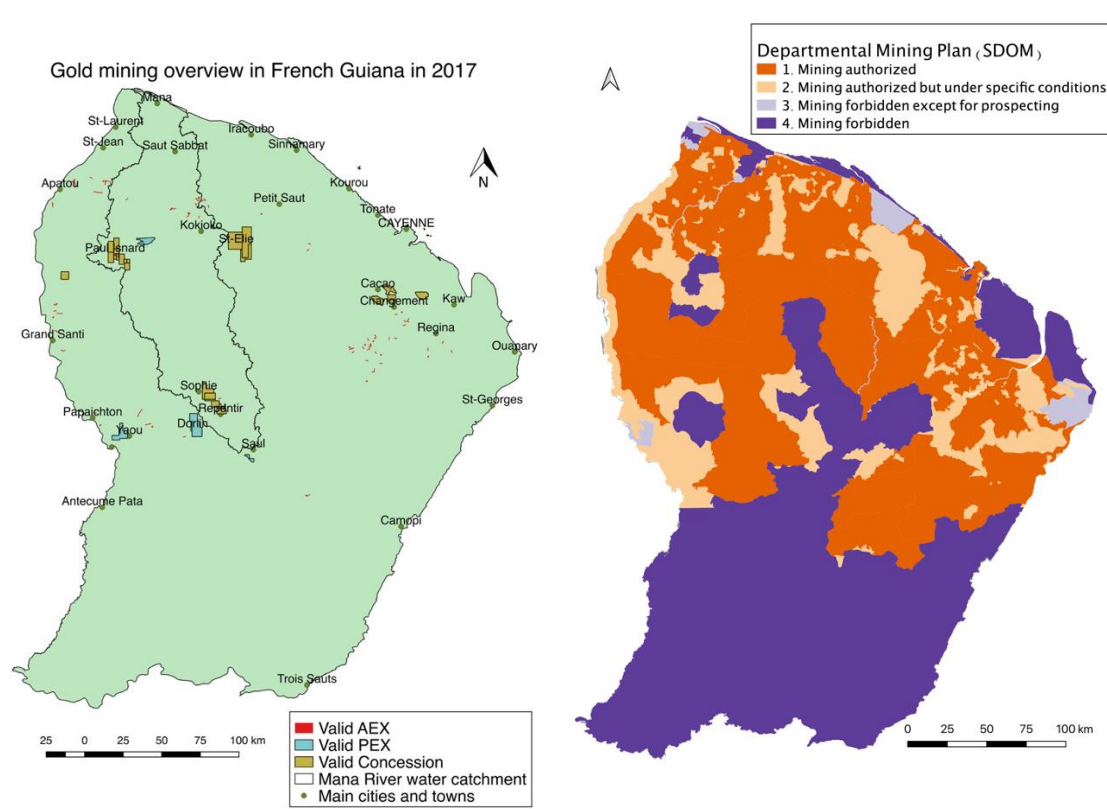 Gold mining overview in French Guiana in 2017
Mana
St-Laurent
St-Jean
Saut Sabbat
Iracoubo
Sinnamary
Apatou
Kourou
Petit Saut
Tonate
CAYENNE
Kokioko
St-Elie
Paul Isnard
Cacao
Changement
Kaw
Regina
Grand Santi
Ouanary
Sophie
Repentir
St-Georges
Papaichton
Dorlin
Yaou
Saul
Antecume Pata
Camopi
Trois Sauts
N
25 0 25 50 75 100 km
Valid AEX
Valid PEX
Valid Concession
Mana River water catchment
Main cities and towns
Departmental Mining Plan (SDOM)
1. Mining authorized
2. Mining authorized but under specific conditions
3. Mining forbidden except for prospecting
4. Mining forbidden
0 25 50 75 100 km